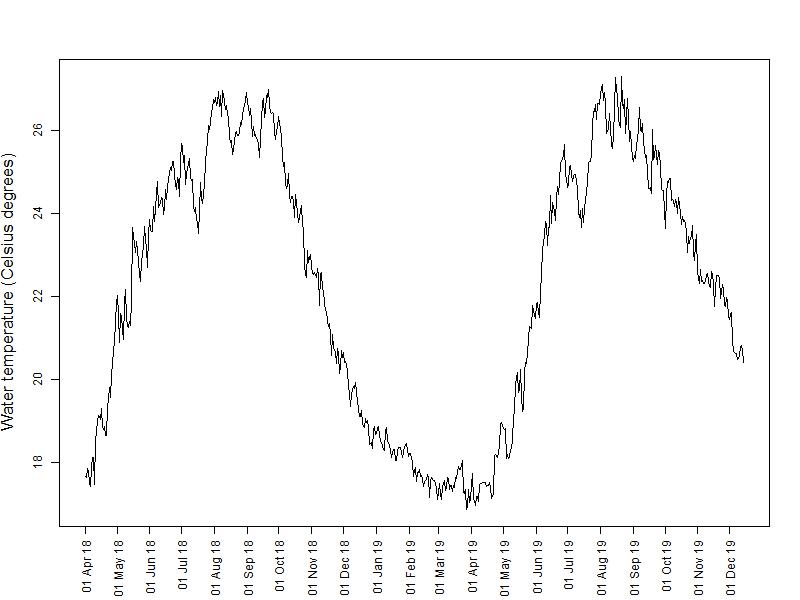 Water temperature (Celsius degrees)
26
24
22
20
18
01 Apr 18
01 May 18
01 Jun 18
01 Jul 18
01 Aug 18
01 Sep 18
01 Oct 18
01 Nov 18
01 Dec 18
01 Jan 19
01 Feb 19
01 Mar 19
01 Apr 19
01 May 19
01 Jun 19
01 Jul 19
01 Aug 19
01 Sep 19
01 Oct 19
01 Nov 19
01 Dec 19